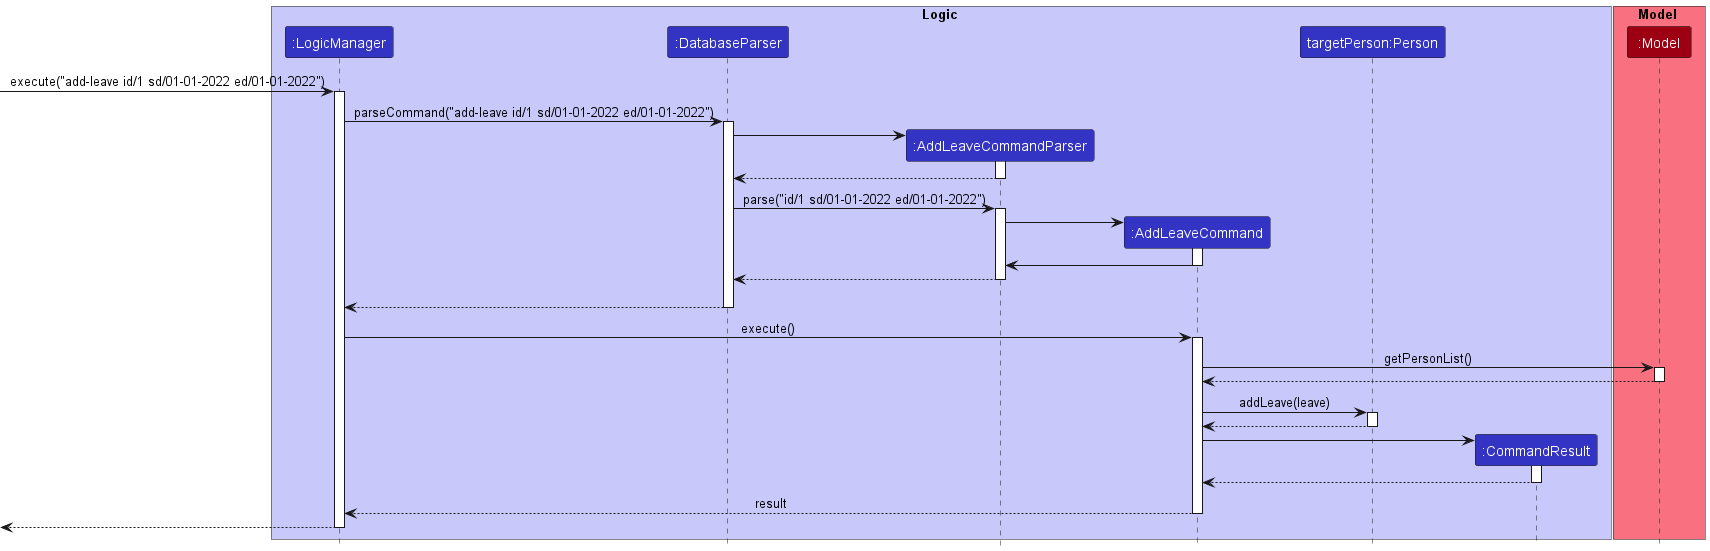 Logic
Model
:LogicManager
:DatabaseParser
targetPerson:Person
:Model
execute("add-leave id/1 sd/01-01-2022 ed/01-01-2022")
parseCommand("add-leave id/1 sd/01-01-2022 ed/01-01-2022")
:AddLeaveCommandParser
parse("id/1 sd/01-01-2022 ed/01-01-2022")
:AddLeaveCommand
execute()
getPersonList()
addLeave(leave)
:CommandResult
result